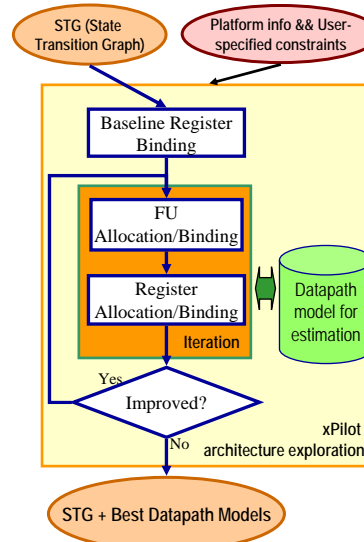 STG (State
Transition Graph)
Platform info && User-
specified constraints
Baseline Register
Binding
FU
Allocation/Binding
Register
Allocation/Binding
Iteration
Datapath
model for
estimation
Yes
Improved?
No
xPilot
architecture exploration
STG + Best Datapath Models